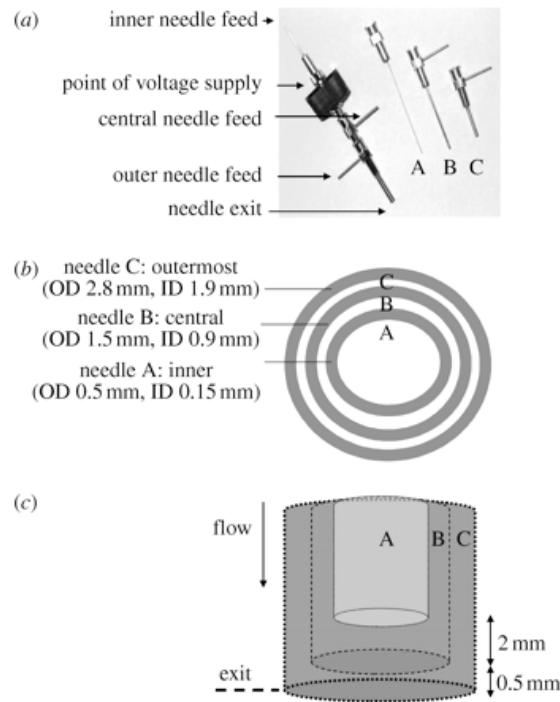 (a)
inner needle feed
point of voltage supply
central needle feed
outer needle feed
needle exit
A
B
C
(b)
needle C: outermost
(OD 2.8 mm, ID 1.9 mm)
needle B: central
(OD 1.5 mm, ID 0.9 mm)
needle A: inner
(OD 0.5 mm, ID 0.15 mm)
C
B
A
(c)
flow
A
B
C
2 mm
exit
0.5 mm